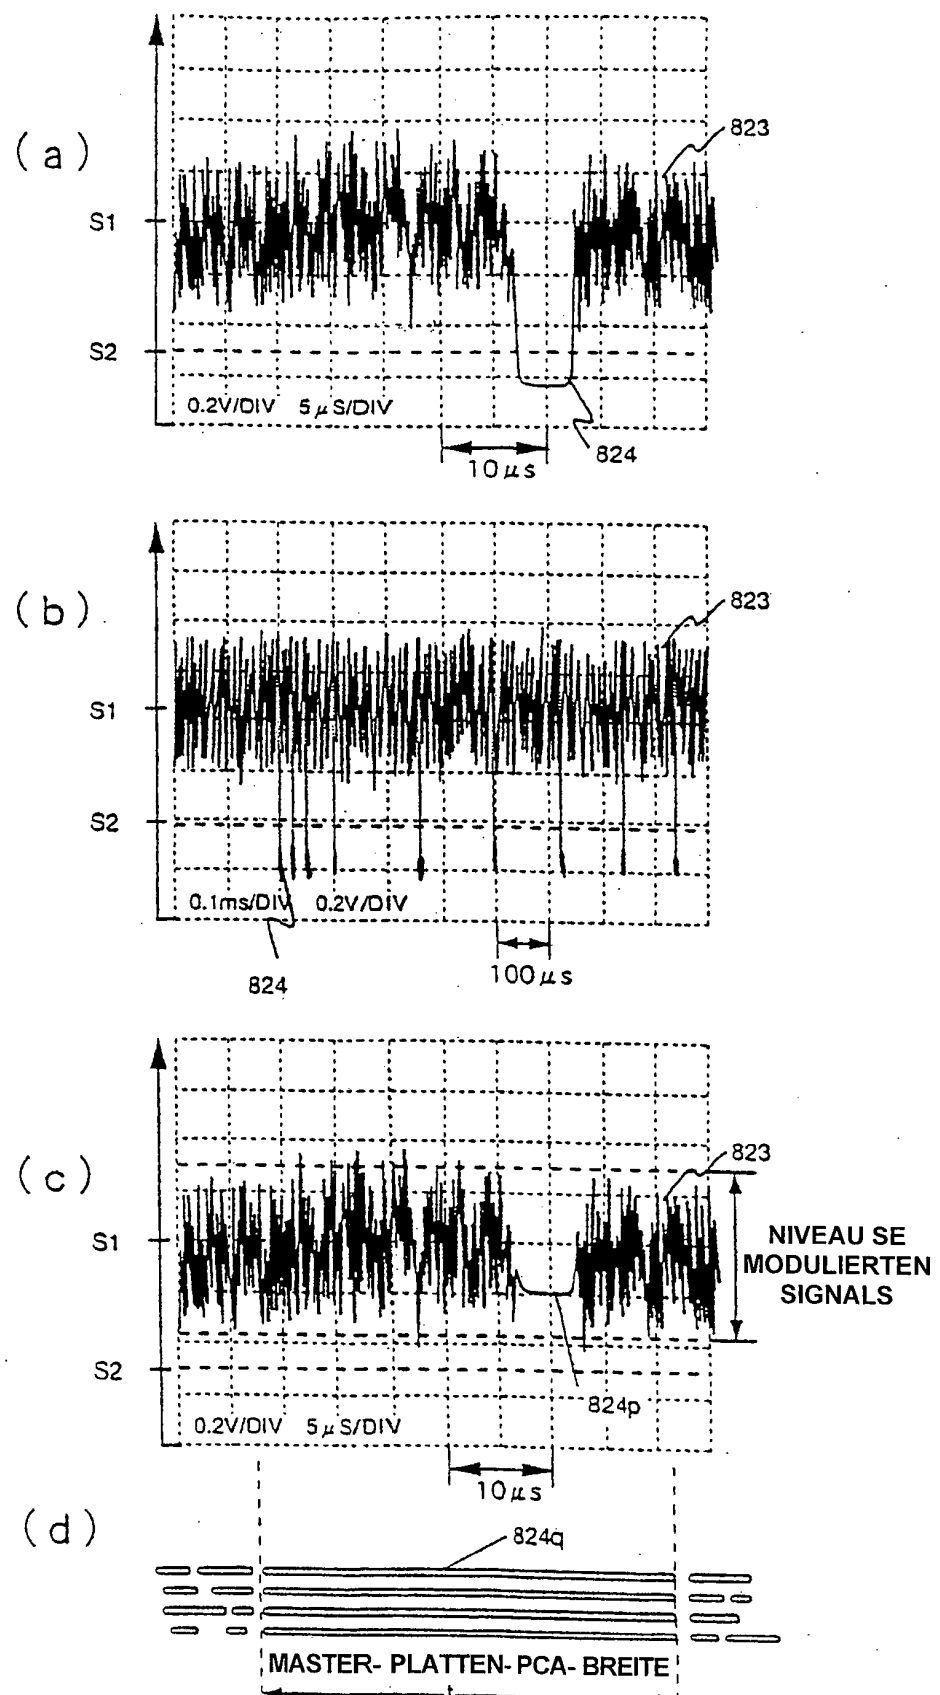 (a)
823
S1
S2
0.2V/DIV 5μS/DIV
824
10μs
(b)
823
S1
S2
0.1ms/DIV 0.2V/DIV
824
100μs
(c)
823
S1
NIVEAU SE
MODULIERTEN
SIGNALS
S2
824p
0.2V/DIV 5μS/DIV
10μs
(d)
824q
MASTER- PLATTEN- PCA- BREITE